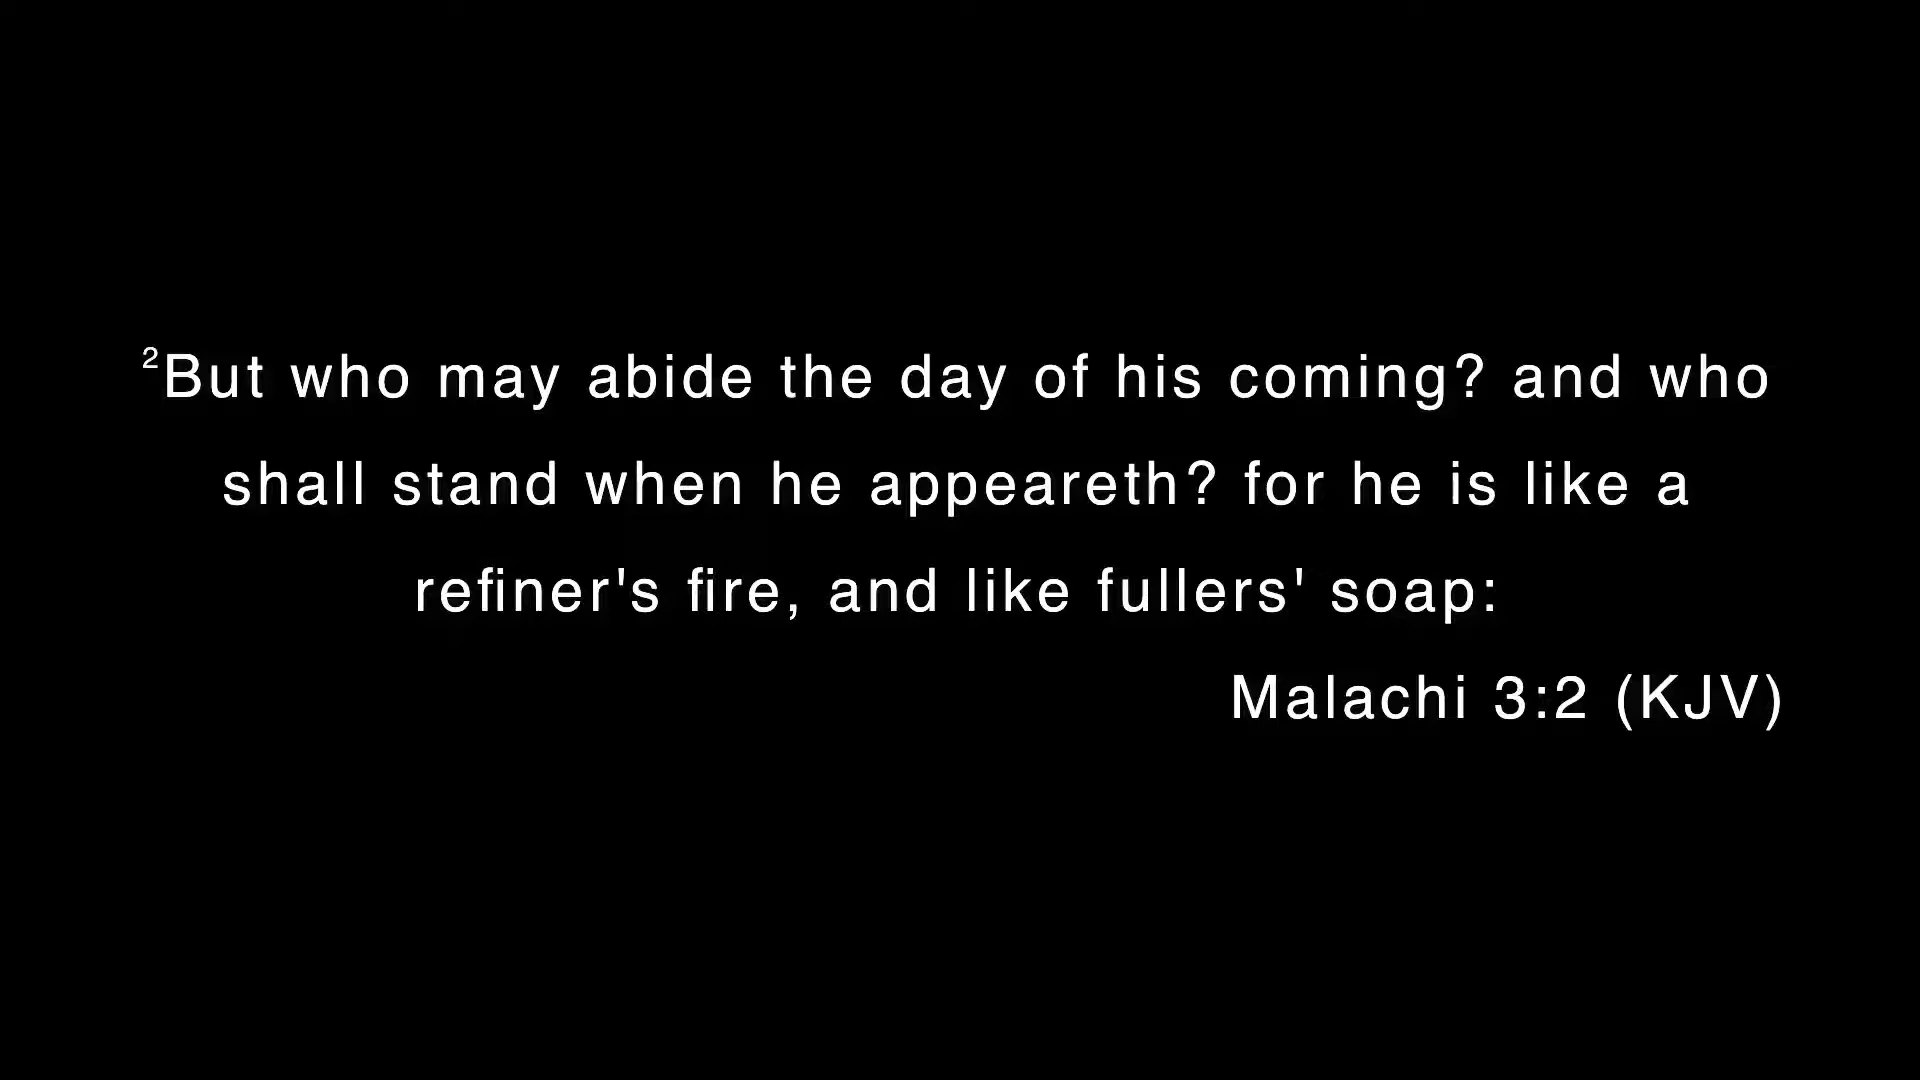 ²But who may abide the day of his coming? and who
shall stand when he appeareth? for he is like a
refiner's fire, and like fullers' soap:
Malachi 3:2 (KJV)